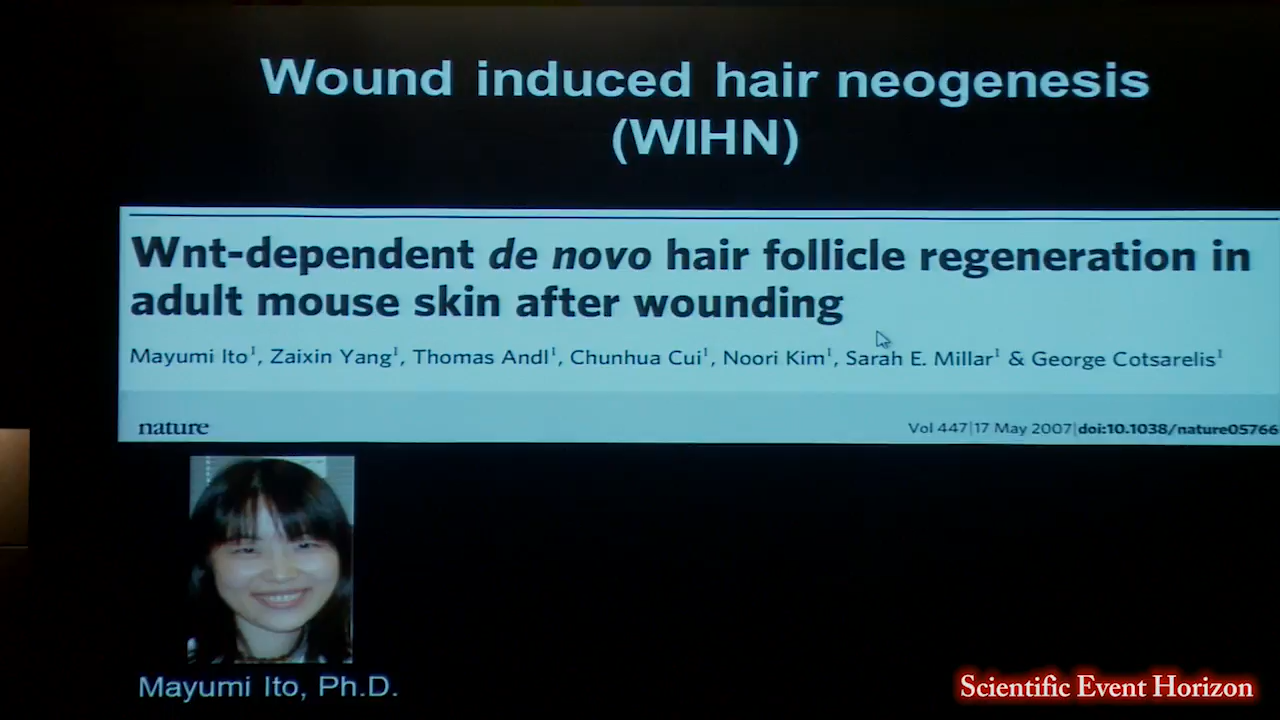 Wound induced hair neogenesis
(WIHN)
Wnt-dependent de novo hair follicle regeneration in
adult mouse skin after wounding
Mayumi Ito¹, Zaixin Yang¹, Thomas Andl¹, Chunhua Cui¹, Noori Kim¹, Sarah E. Millar¹ & George Cotsarelis¹
nature
Vol 447|17 May 2007|doi:10.1038/nature05766
Mayumi Ito, Ph.D.
Scientific Event Horizon